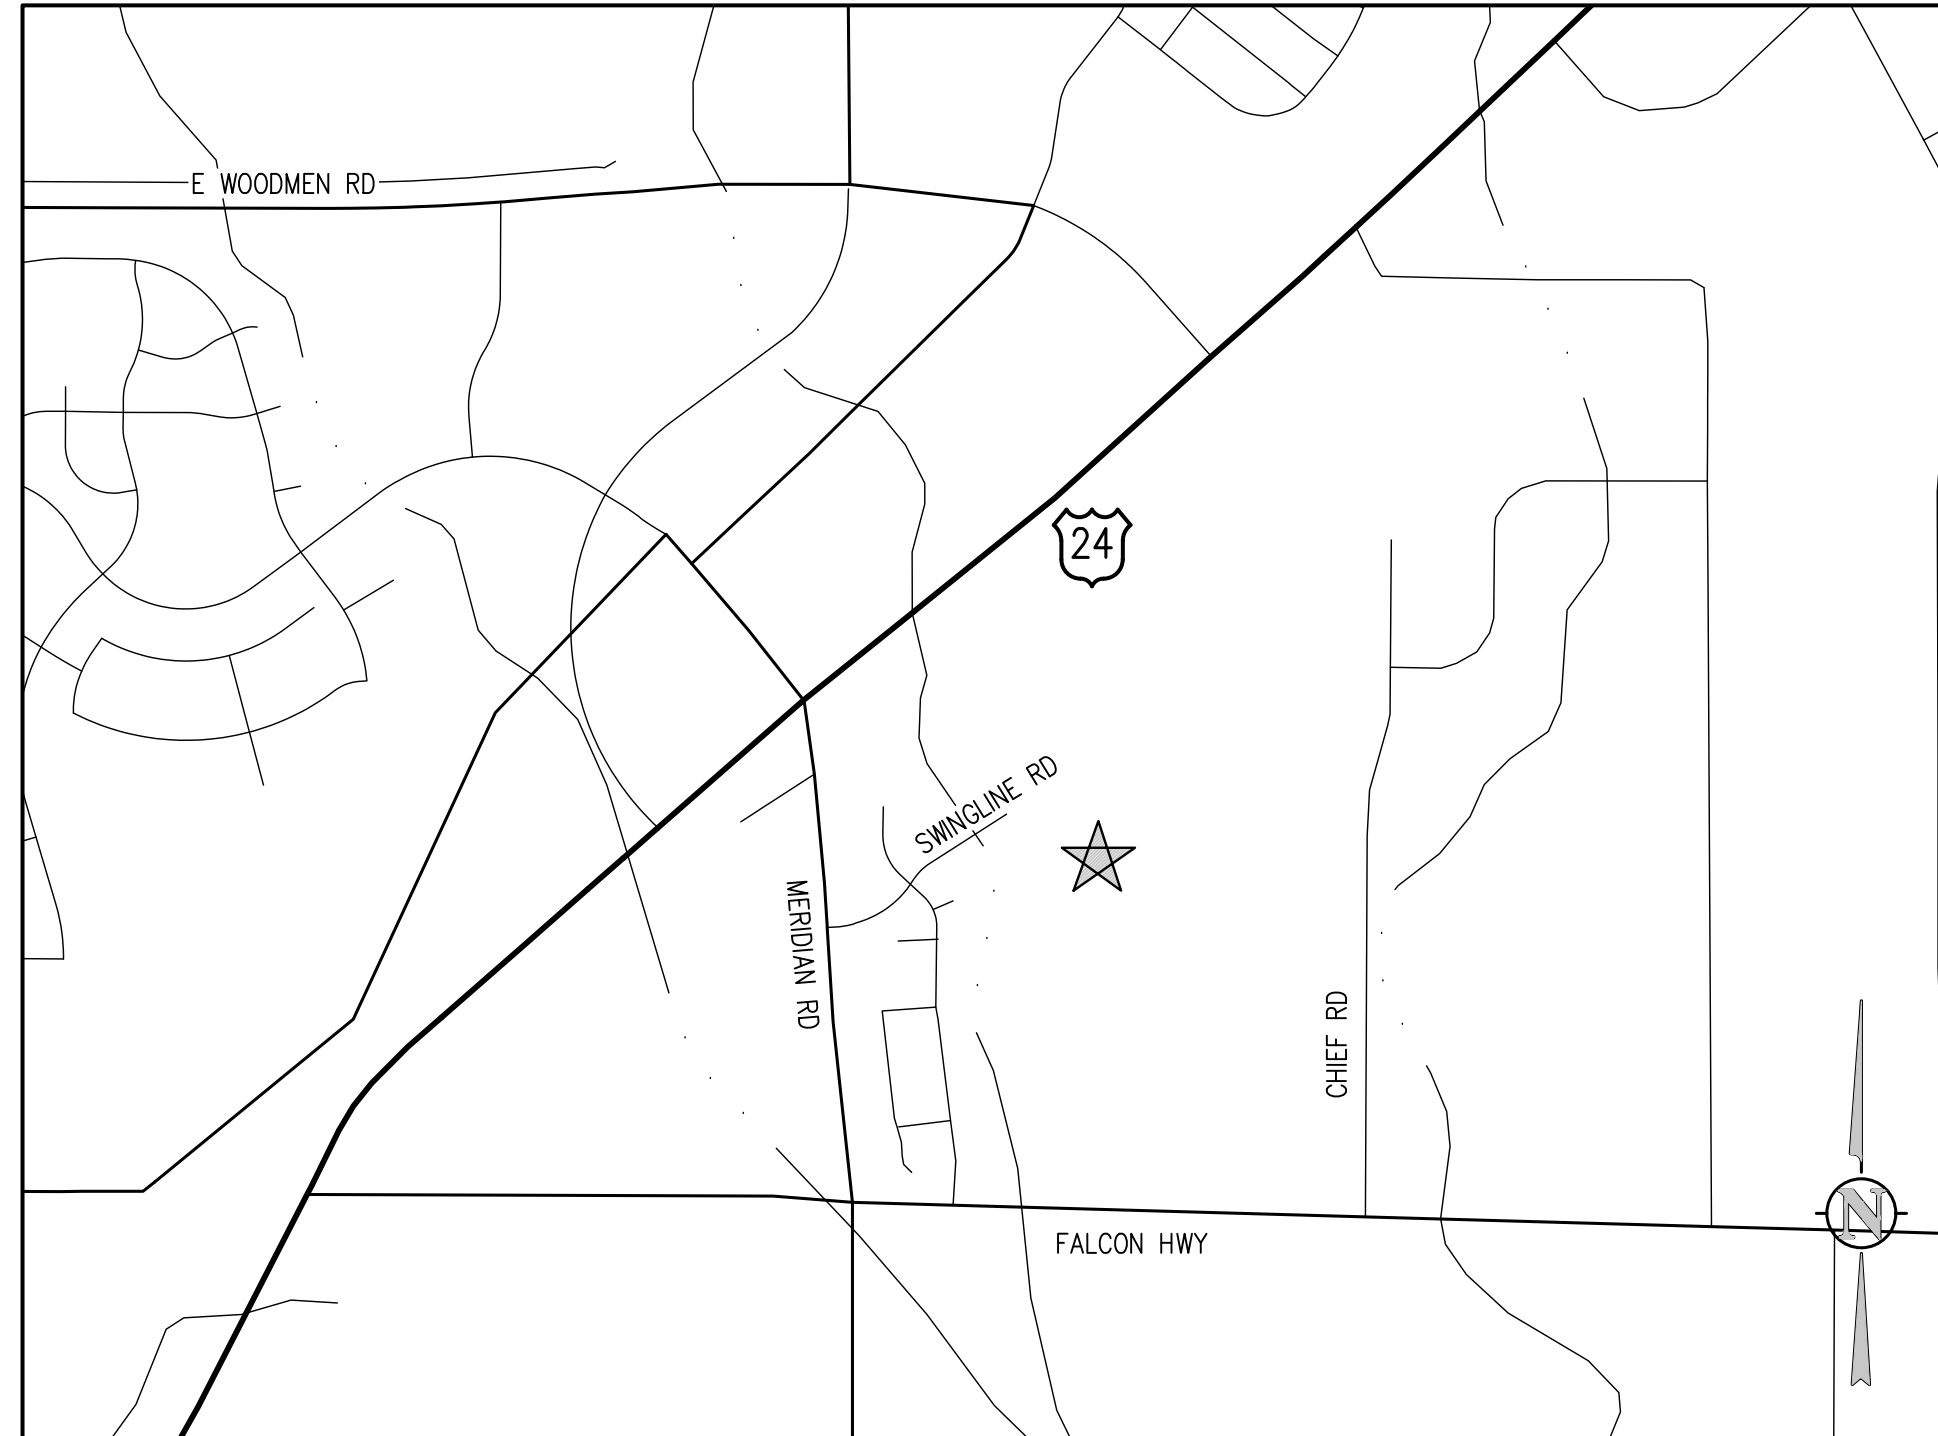 E WOODMEN RD
24
SWINGLINE RD
MERIDIAN RD
CHIEF RD
N
FALCON HWY